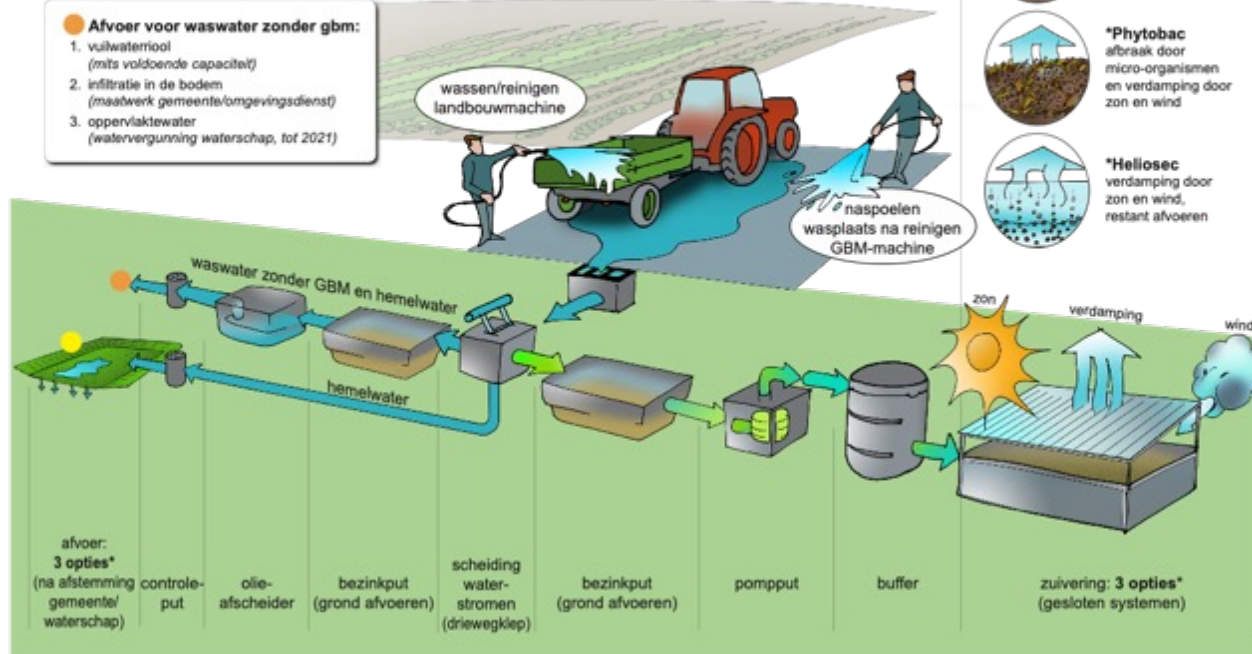 Afvoer voor waswater zonder gbm:
1. vuilwaterriool
(mits voldoende capaciteit)
2. infiltratie in de bodem
(maatwerk gemeente/omgevingsdienst)
3. oppervlaktewater
(watervergunning waterschap, tot 2021)
wassen/reinigen
landbouwmachine
naspoelen
wasplaats na reinigen
GBM-machine
*Phytobac
afbraak door
micro-organismen
en verdamping door
zon en wind
*Heliosec
verdamping door
zon en wind,
restant afvoeren
waswater zonder GBM en hemelwater
hemelwater
zon
verdamping
wind
afvoer:
3 opties*
(na afstemming
gemeente/
waterschap)
controle-
put
olie-
afscheider
bezinkput
(grond afvoeren)
scheiding
water-
stromen
(driewegklep)
bezinkput
(grond afvoeren)
pompput
buffer
zuivering: 3 opties*
(gesloten systemen)